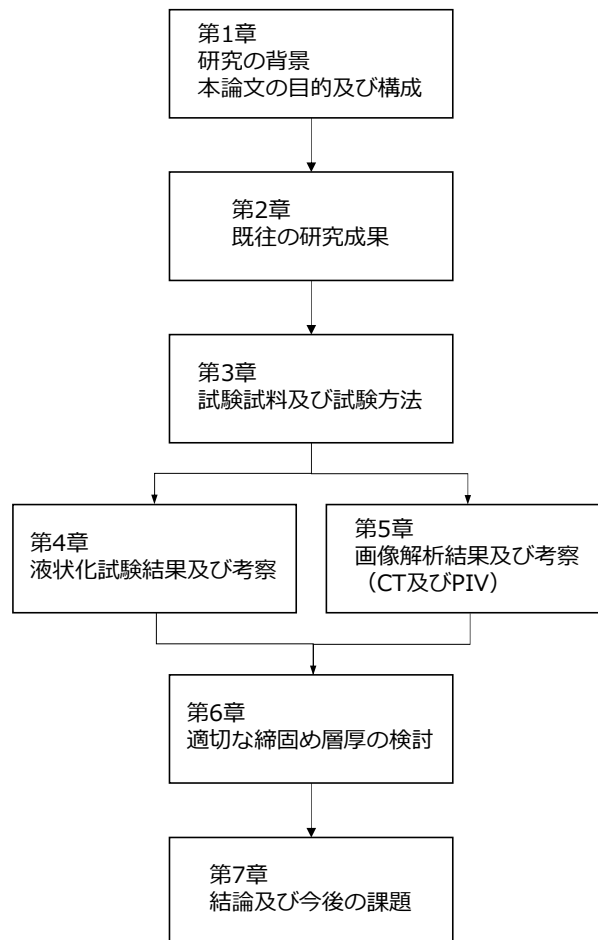 第1章
研究の背景
本論文の目的及び構成
第2章
既往の研究成果
第3章
試験試料及び試験方法
第4章
液状化試験結果及び考察
第5章
画像解析結果及び考察
（CT及びPIV）
第6章
適切な締固め層厚の検討
第7章
結論及び今後の課題